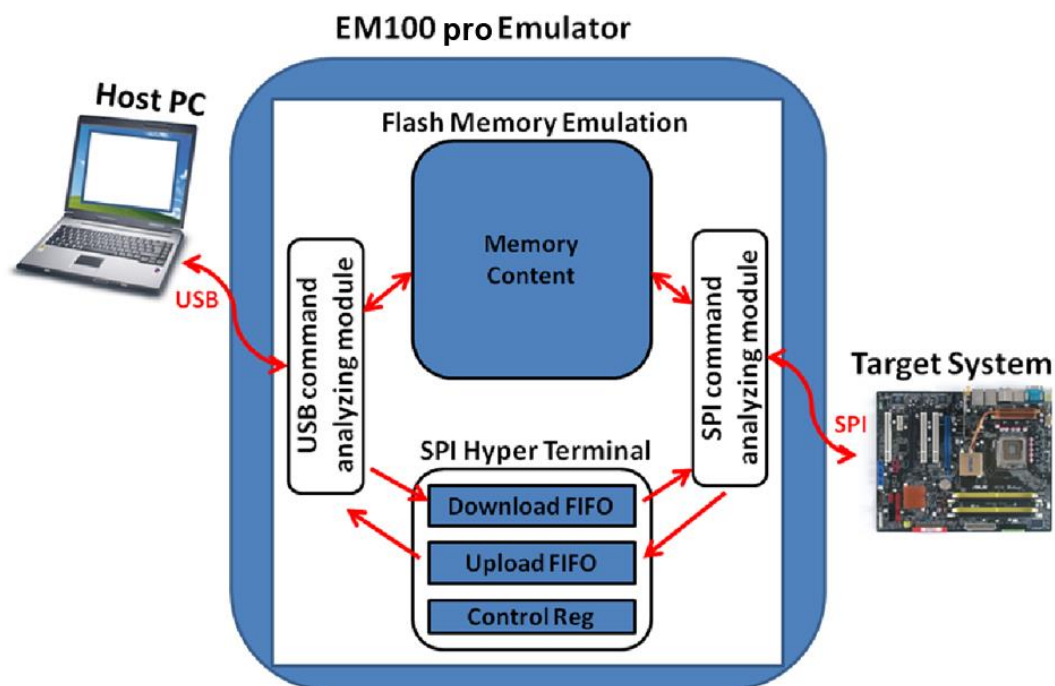 EM100 pro Emulator
Host PC
Flash Memory Emulation
Memory
Content
USB
USB command
analyzing module
SPI command
analyzing module
Target System
SPI
SPI Hyper Terminal
Download FIFO
Upload FIFO
Control Reg